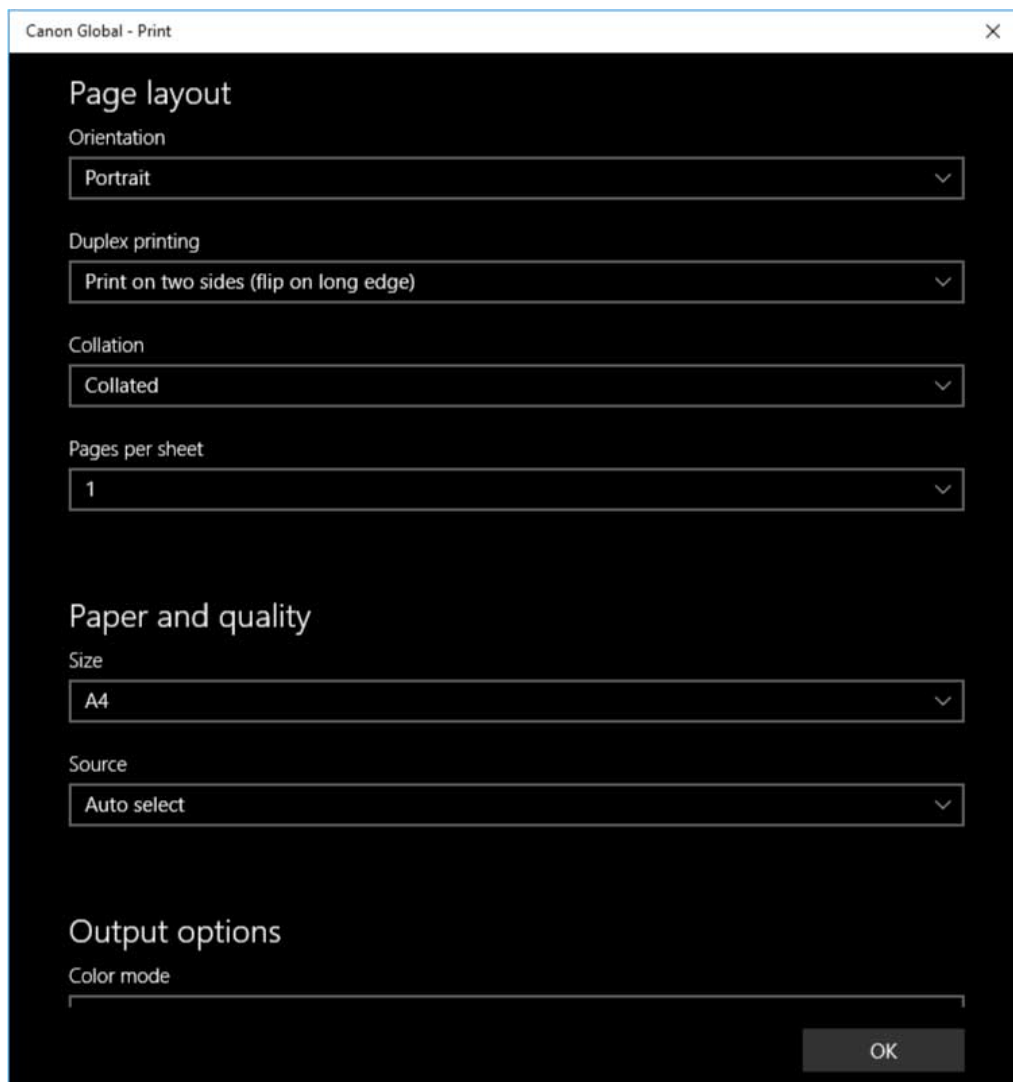 Canon Global - Print
Page layout
Orientation
Portrait
Duplex printing
Print on two sides (flip on long edge)
Collation
Collated
Pages per sheet
1
Paper and quality
Size
A4
Source
Auto select
Output options
Color mode
OK